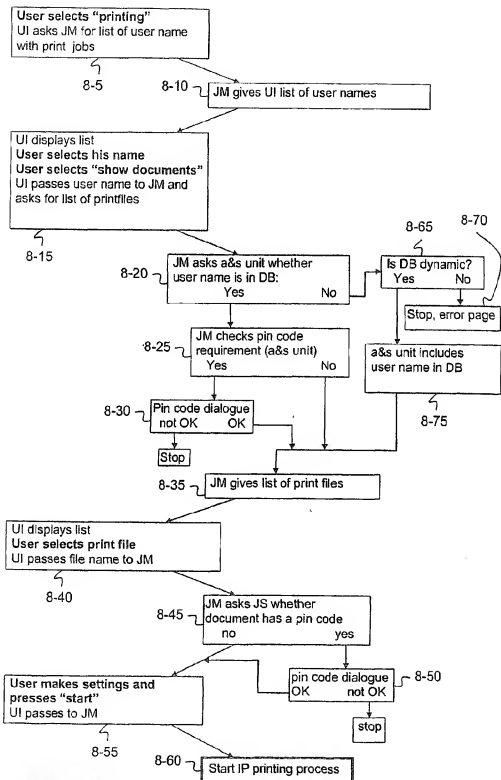 User selects “printing”
UI asks JM for list of user name
with print jobs
8-5
8-10
JM gives UI list of user names
UI displays list
User selects his name
User selects “show documents”
UI passes user name to JM and
asks for list of printfiles
8-15
8-70
8-65
8-20
JM asks a&s unit whether
user name is in DB:
Yes No
Is DB dynamic?
Yes No
Stop, error page
8-25
JM checks pin code
requirement (a&s unit)
Yes No
a&s unit includes
user name in DB
8-75
8-30
Pin code dialogue
not OK OK
Stop
8-35
JM gives list of print files
UI displays list
User selects print file
UI passes file name to JM
8-40
8-45
JM asks JS whether
document has a pin code
no yes
User makes settings and
presses “start”
UI passes to JM
8-55
pin code dialogue
OK not OK
8-50
stop
8-60
Start IP printing process